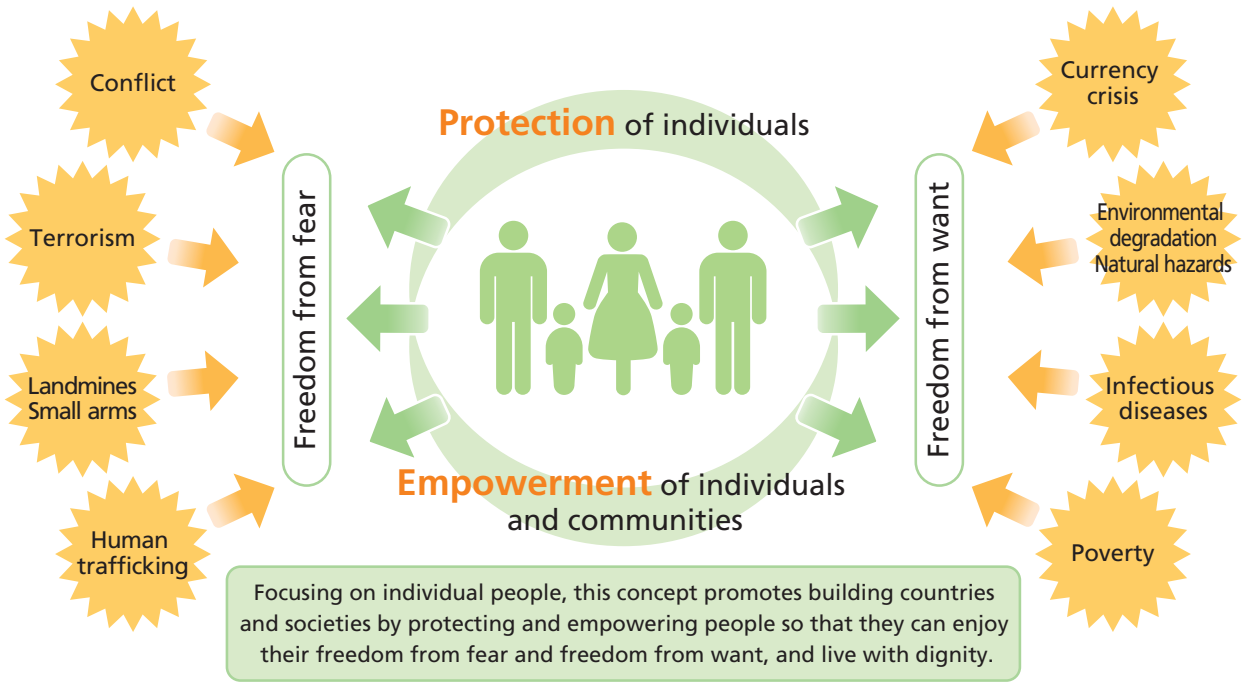 Conflict
Terrorism
Landmines
Small arms
Human
trafficking
Freedom from fear
Protection of individuals
Empowerment of individuals
and communities
Freedom from want
Currency
crisis
Environmental
degradation
Natural hazards
Infectious
diseases
Poverty
Focusing on individual people, this concept promotes building countries
and societies by protecting and empowering people so that they can enjoy
their freedom from fear and freedom from want, and live with dignity.